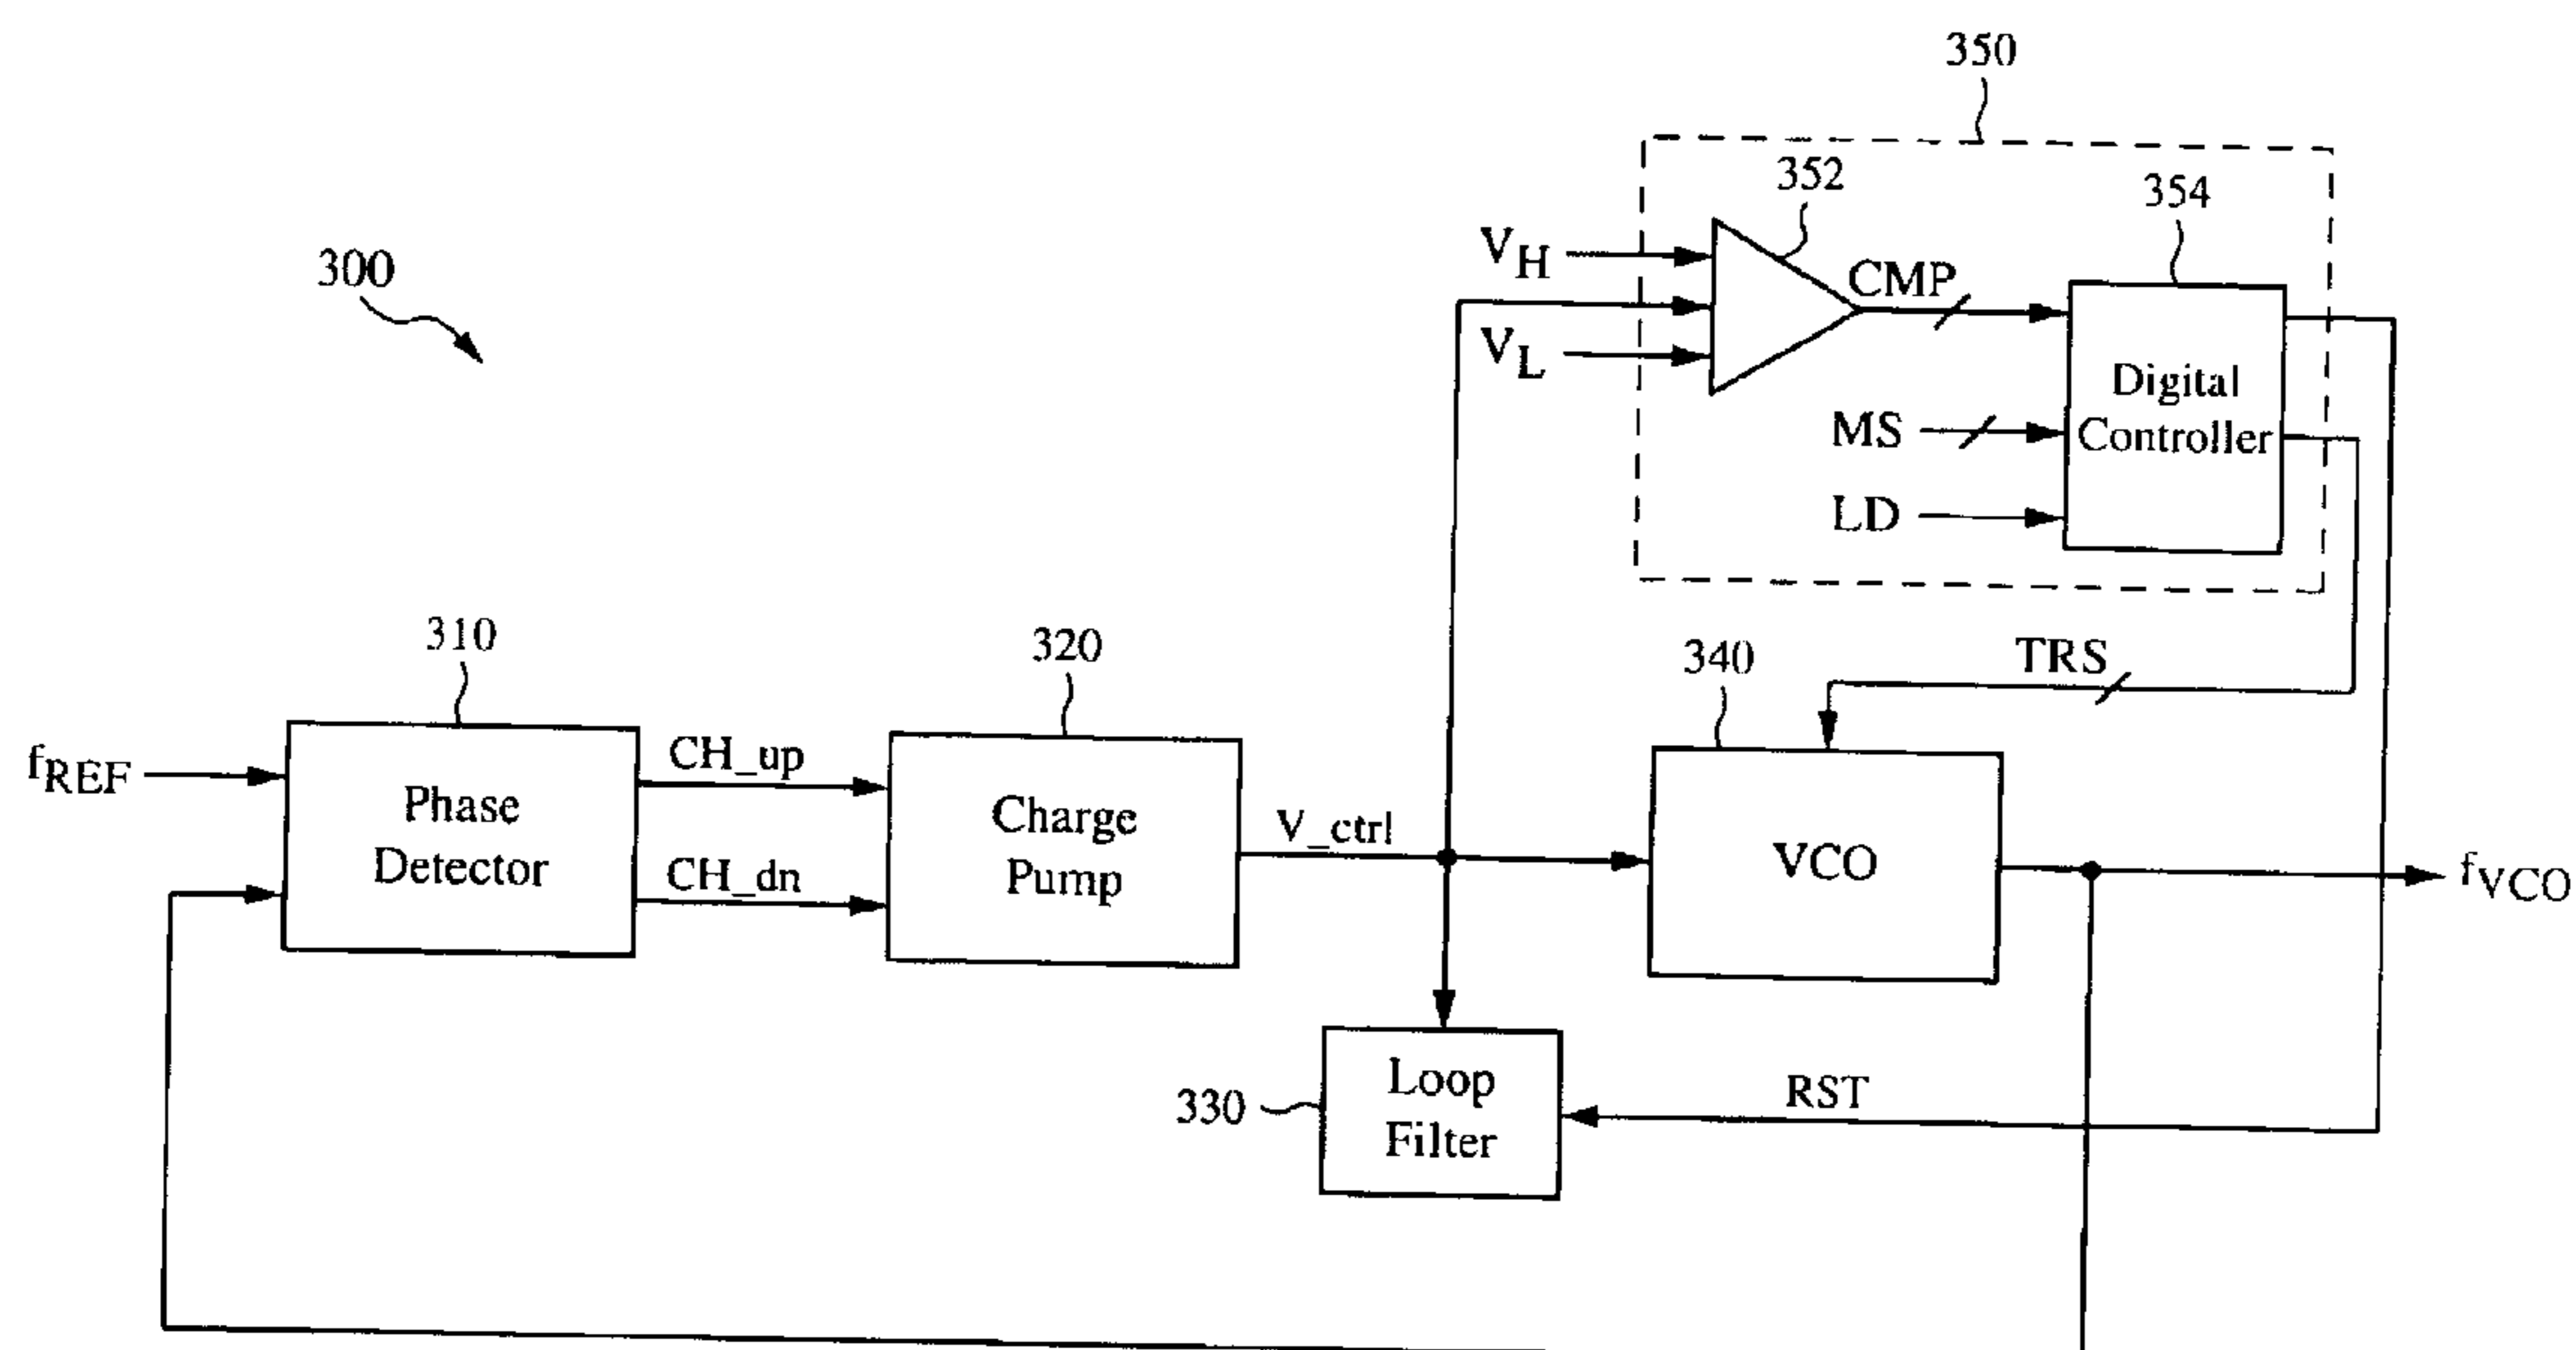 350
352
354
300
VH
CMP
VL
Digital
Controller
MS
LD
310
320
340
TRS
fREF
CH_up
Phase
Detector
CH_dn
Charge
Pump
V_ctrl
VCO
fVCO
330
Loop
Filter
RST